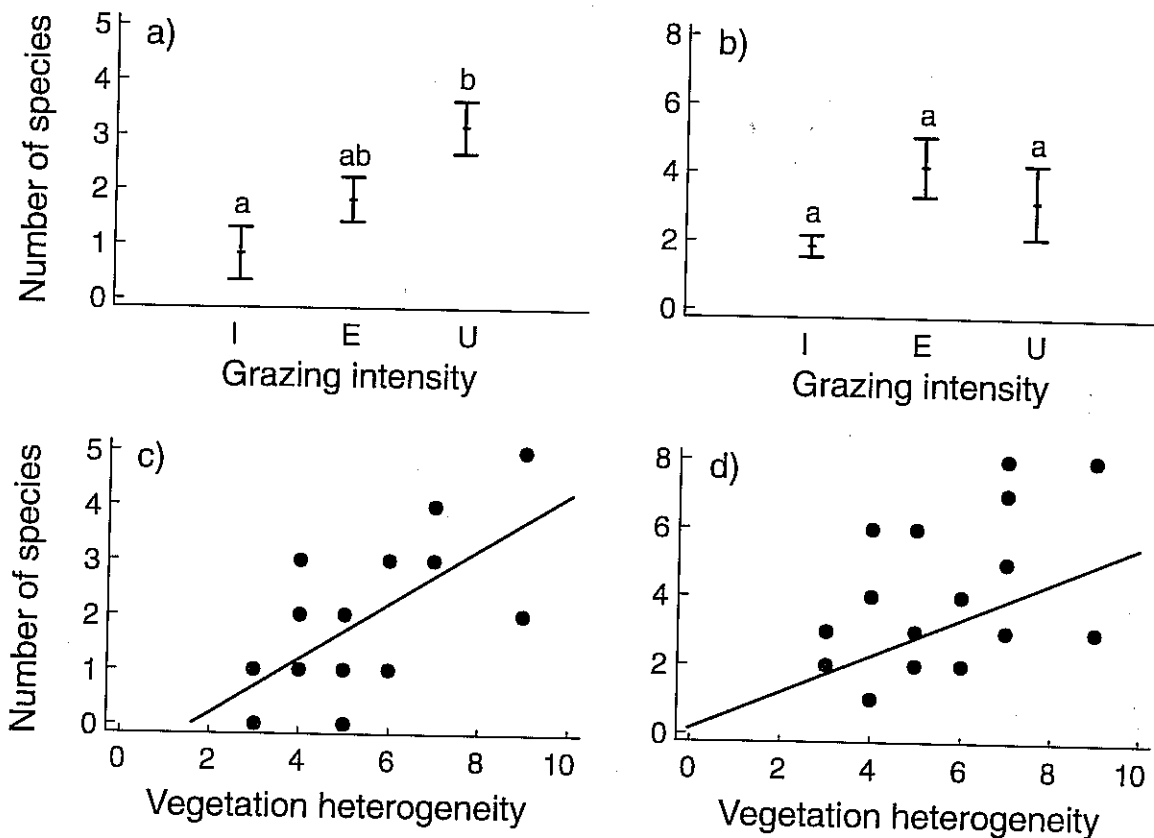 a)
Number of species
5
4
3
2
1
0
a
ab
b
I E U
Grazing intensity
b)
8
6
4
2
0
a
a
a
I E U
Grazing intensity
c)
Number of species
5
4
3
2
1
0
0 2 4 6 8 10
Vegetation heterogeneity
d)
8
6
4
2
0
0 2 4 6 8 10
Vegetation heterogeneity